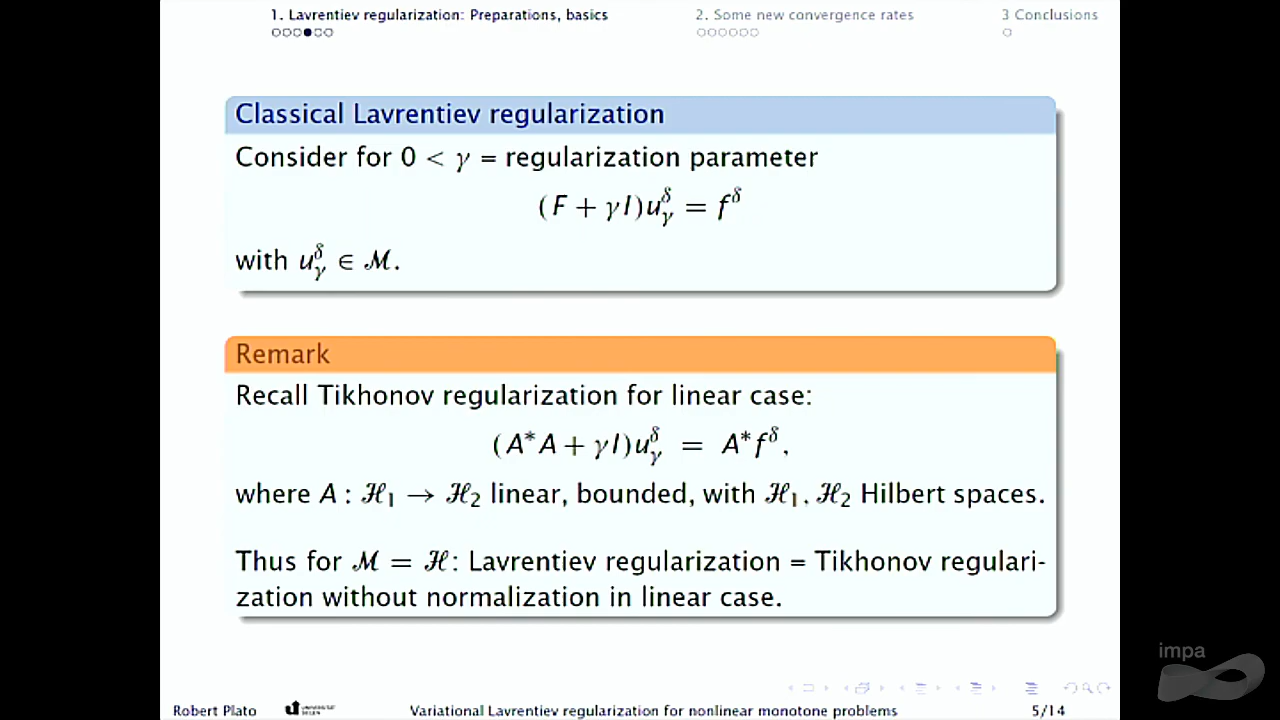 1. Lavrentiev regularization: Preparations, basics
2. Some new convergence rates
3 Conclusions
Classical Lavrentiev regularization
Consider for 0 < γ = regularization parameter
(F + γI)u_γ^δ = f^δ
with u_γ^δ ∈ ℳ.
Remark
Recall Tikhonov regularization for linear case:
(A*A + γI)u_γ^δ = A*f^δ,
where A : ℋ₁ → ℋ₂ linear, bounded, with ℋ₁, ℋ₂ Hilbert spaces.
Thus for ℳ = ℋ: Lavrentiev regularization = Tikhonov regulari-
zation without normalization in linear case.
impa
Robert Plato
Variational Lavrentiev regularization for nonlinear monotone problems
5/14